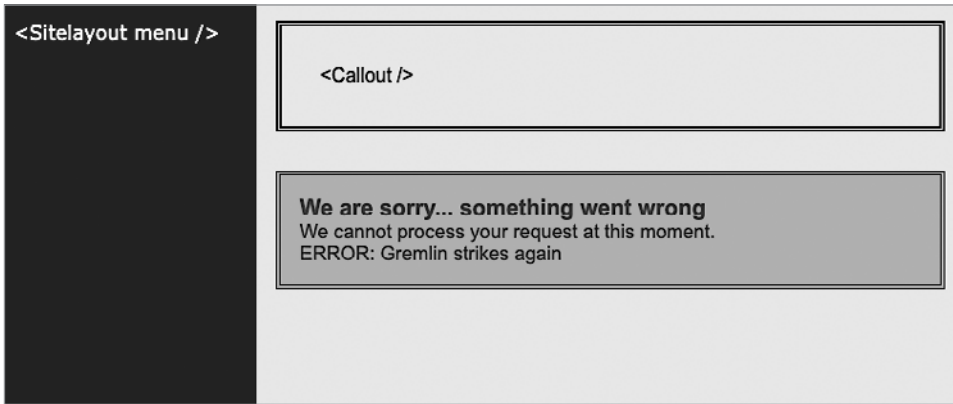 <Sitelayout menu />
<Callout />
We are sorry... something went wrong
We cannot process your request at this moment.
ERROR: Gremlin strikes again